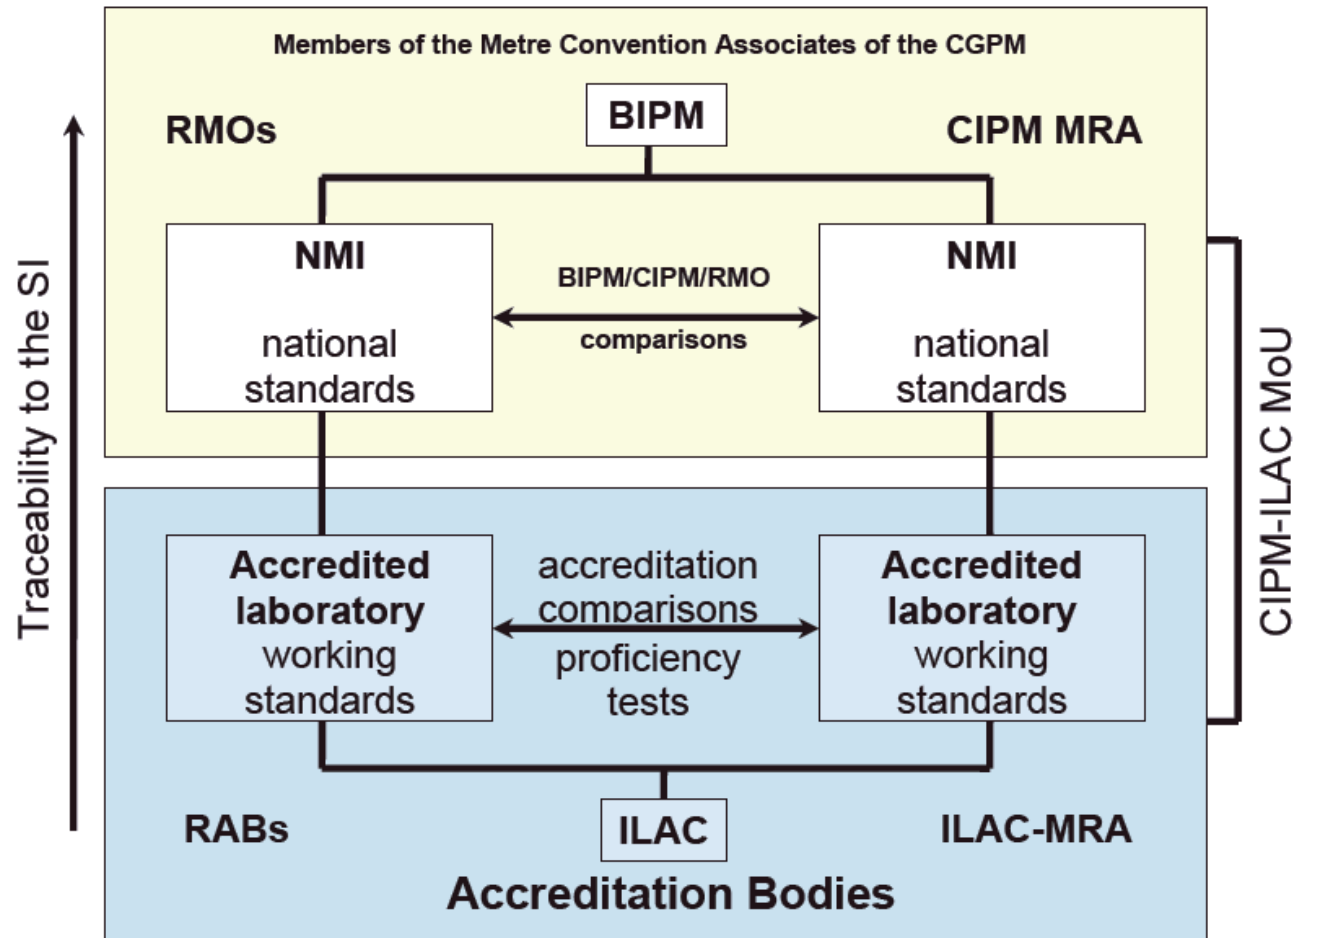 Members of the Metre Convention Associates of the CGPM
BIPM
RMOs
CIPM MRA
NMI
national
standards
BIPM/CIPM/RMO
comparisons
NMI
national
standards
Traceability to the SI
CIPM-ILAC MoU
Accredited
laboratory
working
standards
accreditation
comparisons
proficiency
tests
Accredited
laboratory
working
standards
RABs
ILAC
ILAC-MRA
Accreditation Bodies